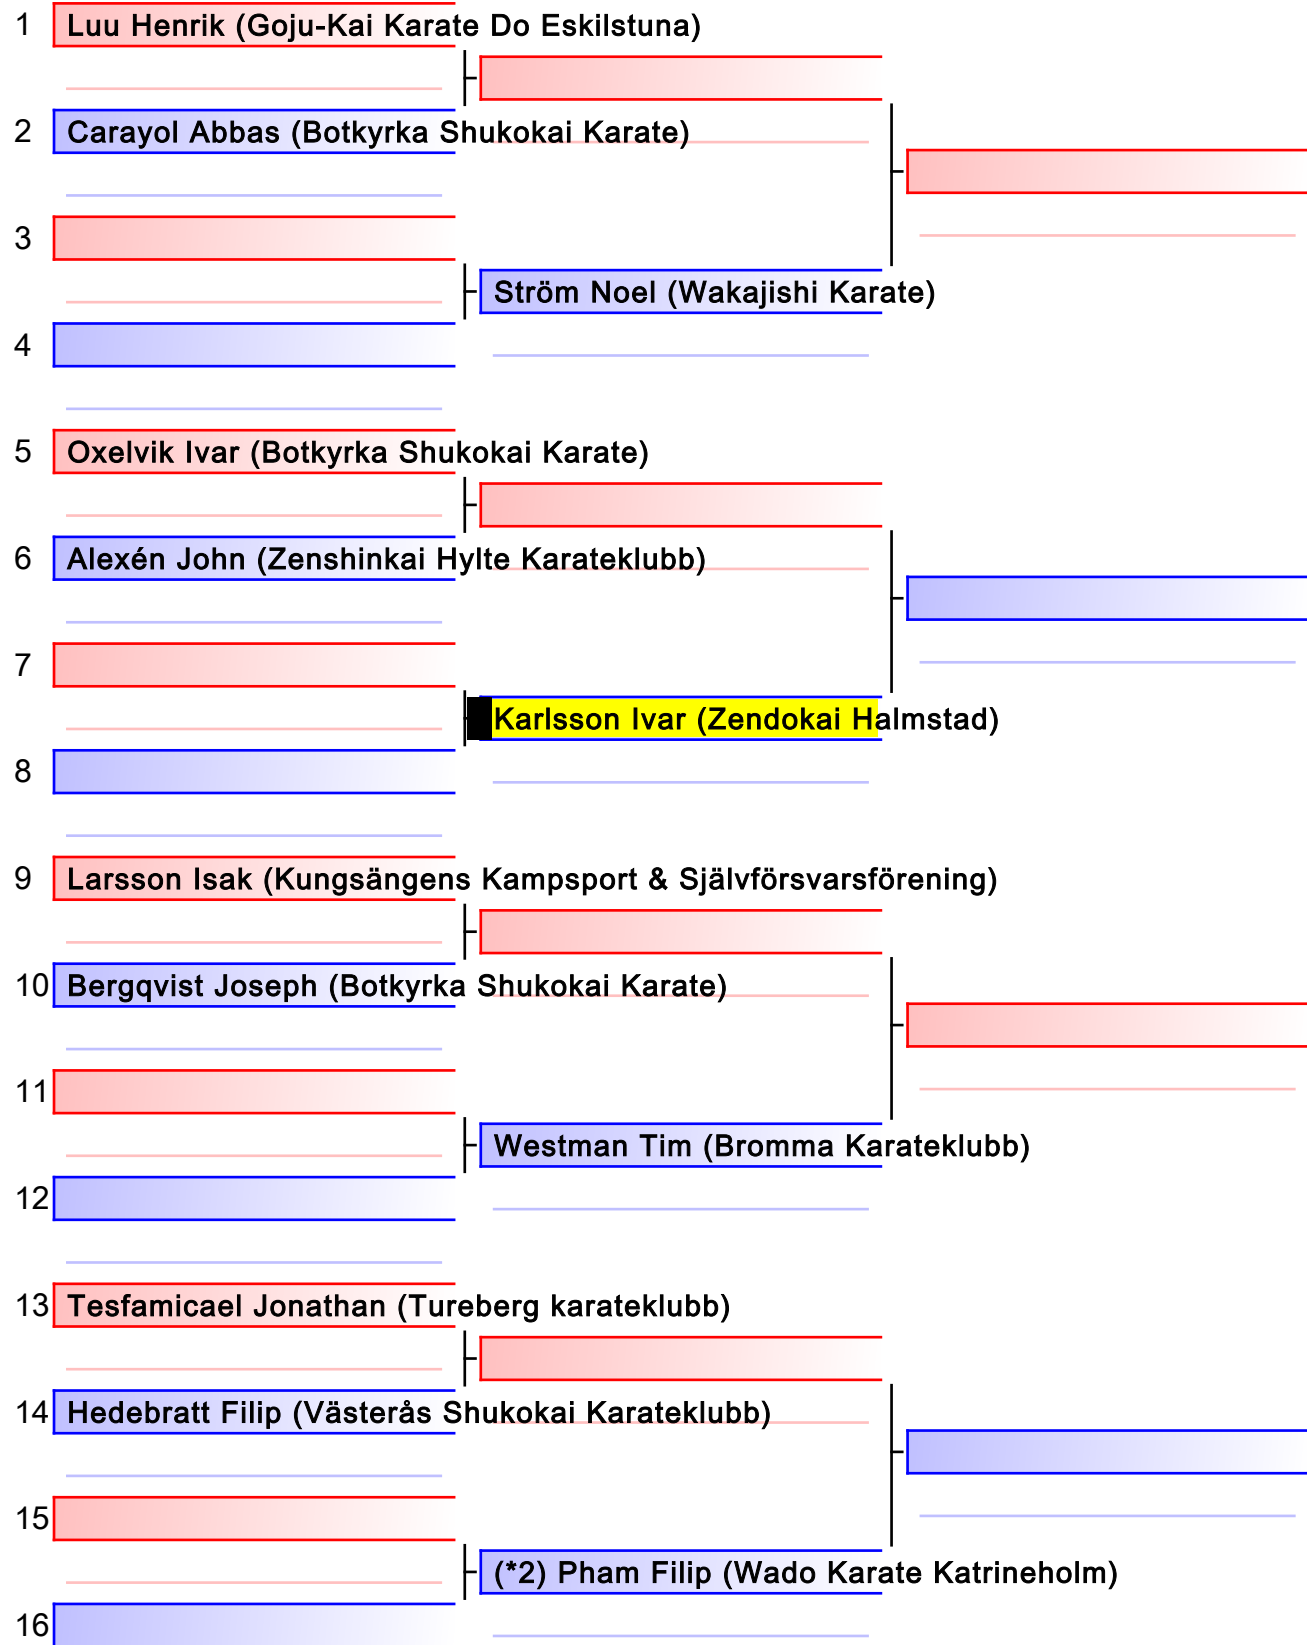 1 Luu Henrik (Goju-Kai Karate Do Eskilstuna)
2 Carayol Abbas (Botkyrka Shukokai Karate)
3
Ström Noel (Wakajishi Karate)
4
5 Oxelvik Ivar (Botkyrka Shukokai Karate)
6 Alexén John (Zenshinkai Hylte Karateklubb)
7
Karlsson Ivar (Zendokai Halmstad)
8
9 Larsson Isak (Kungsängens Kampsport & Självförsvarsförening)
10 Bergqvist Joseph (Botkyrka Shukokai Karate)
11
Westman Tim (Bromma Karateklubb)
12
13 Tesfamicael Jonathan (Tureberg karateklubb)
14 Hedebratt Filip (Västerås Shukokai Karateklubb)
15
(*2) Pham Filip (Wado Karate Katrineholm)
16